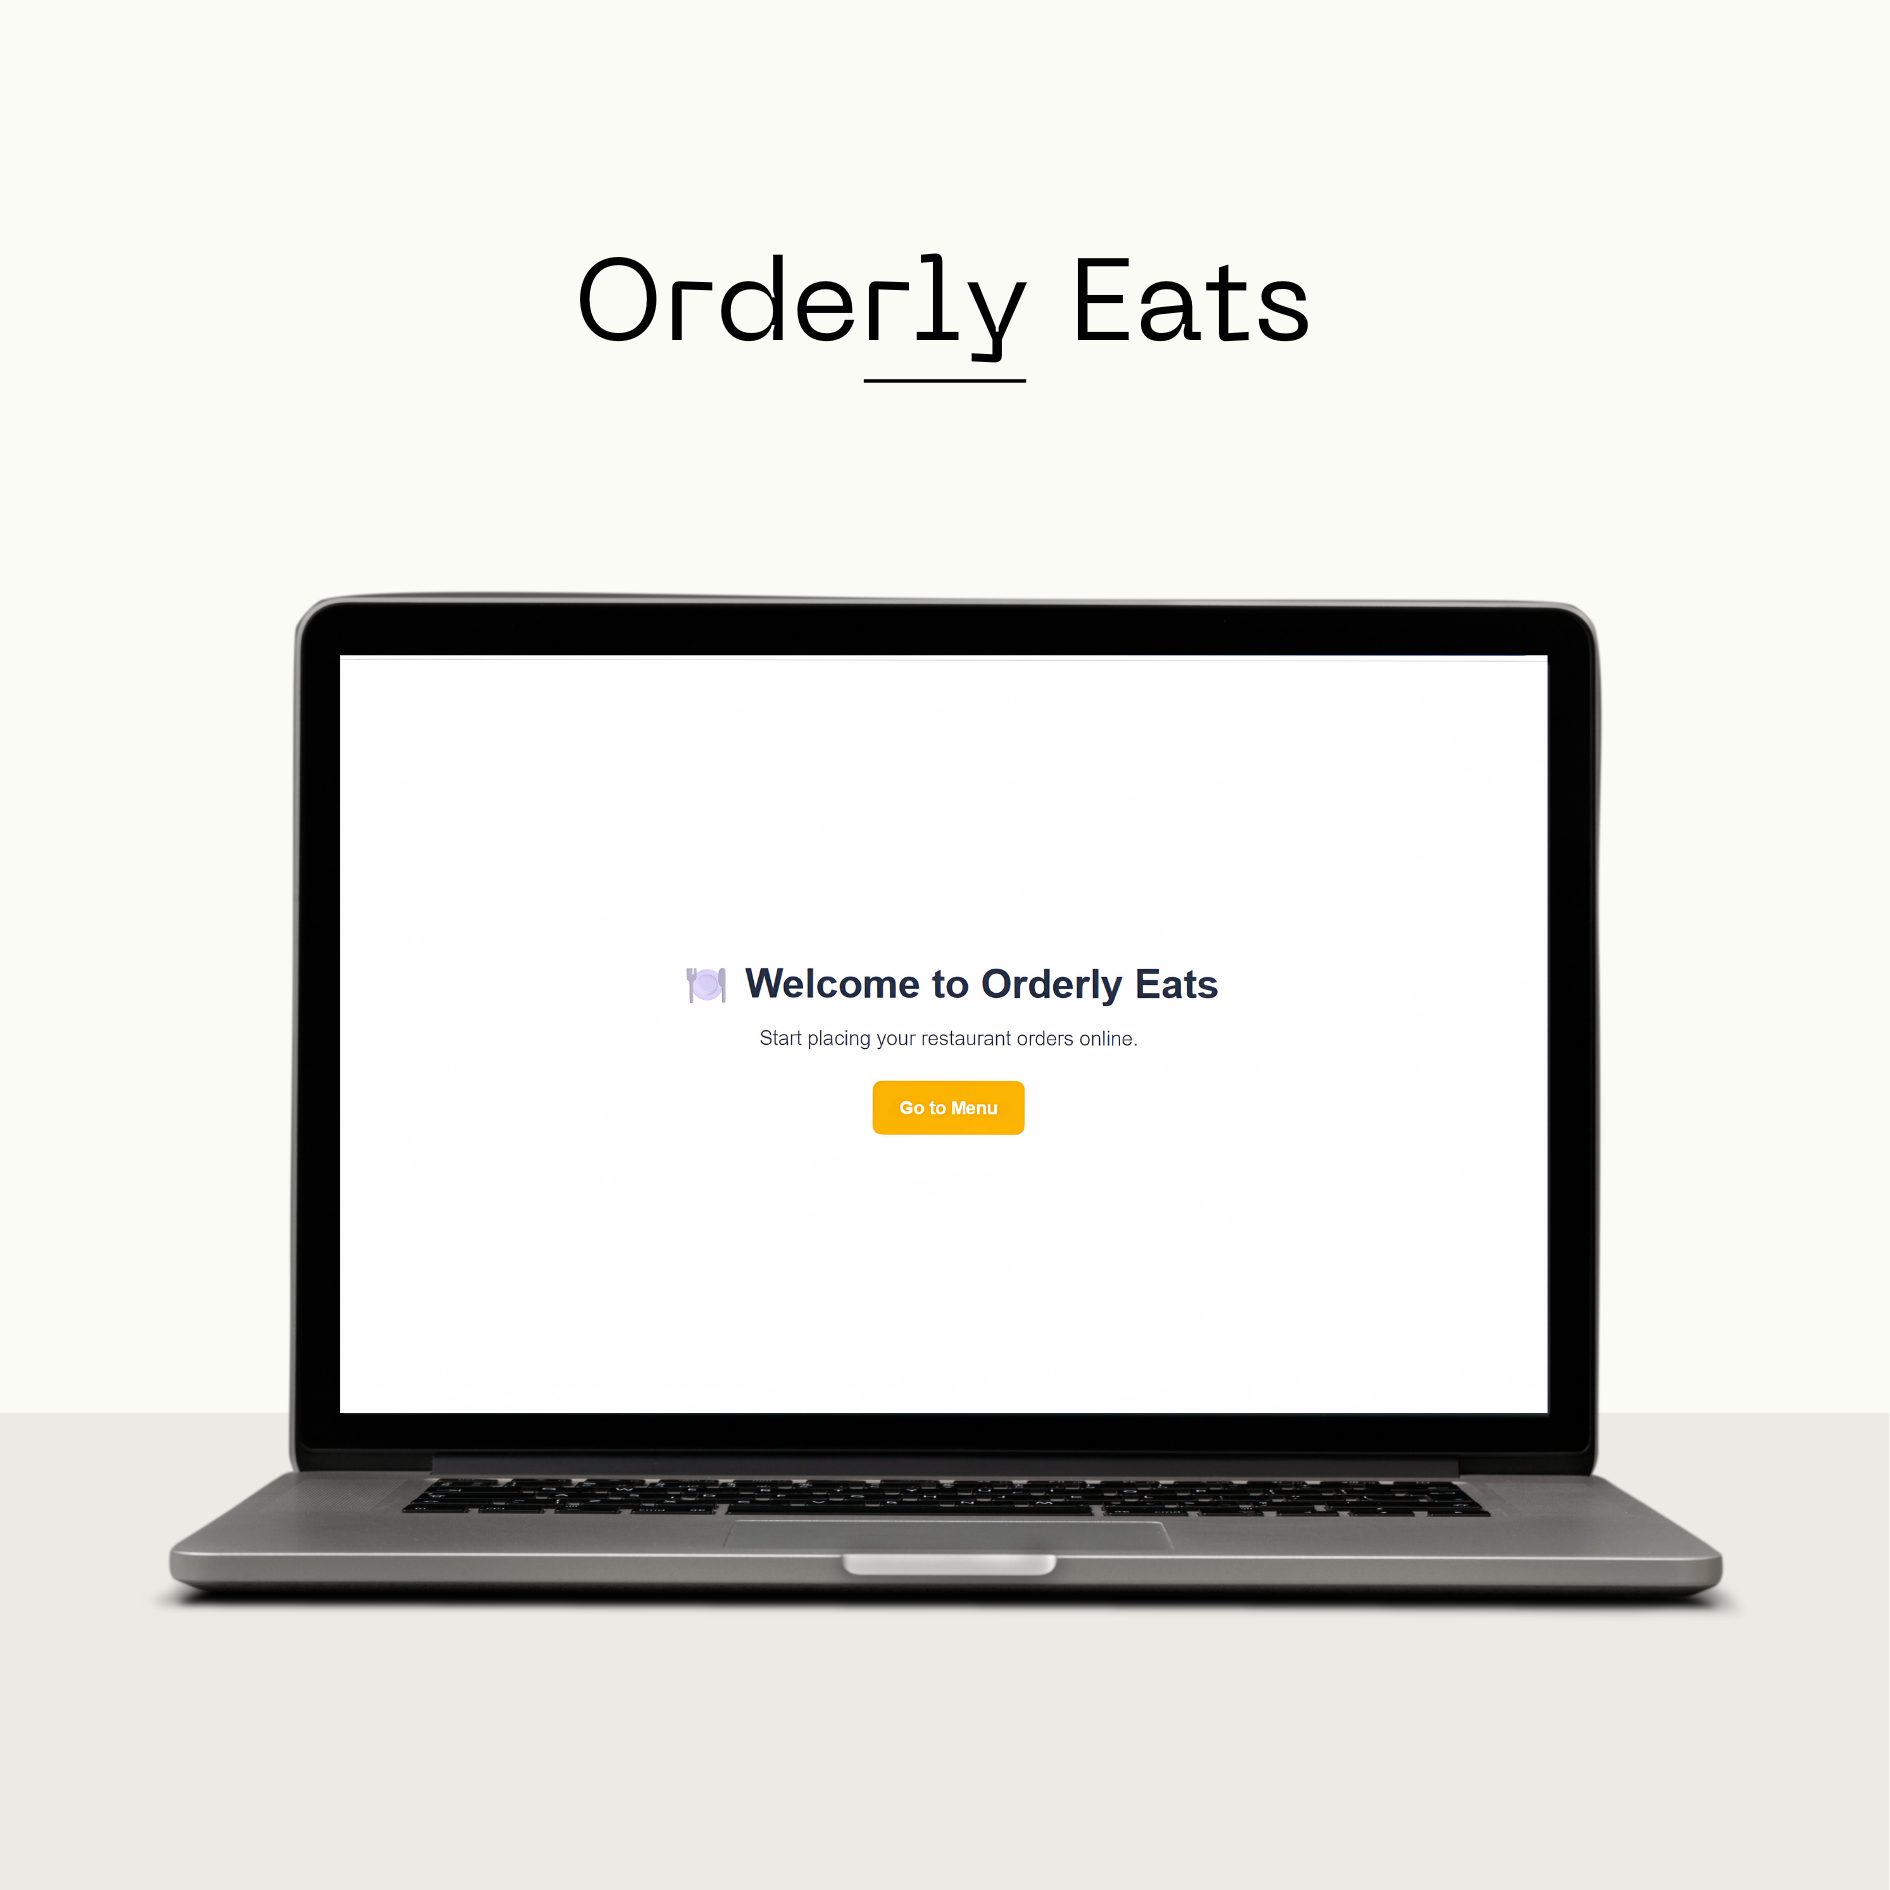 Orderly Eats
Welcome to Orderly Eats
Start placing your restaurant orders online.
Go to Menu